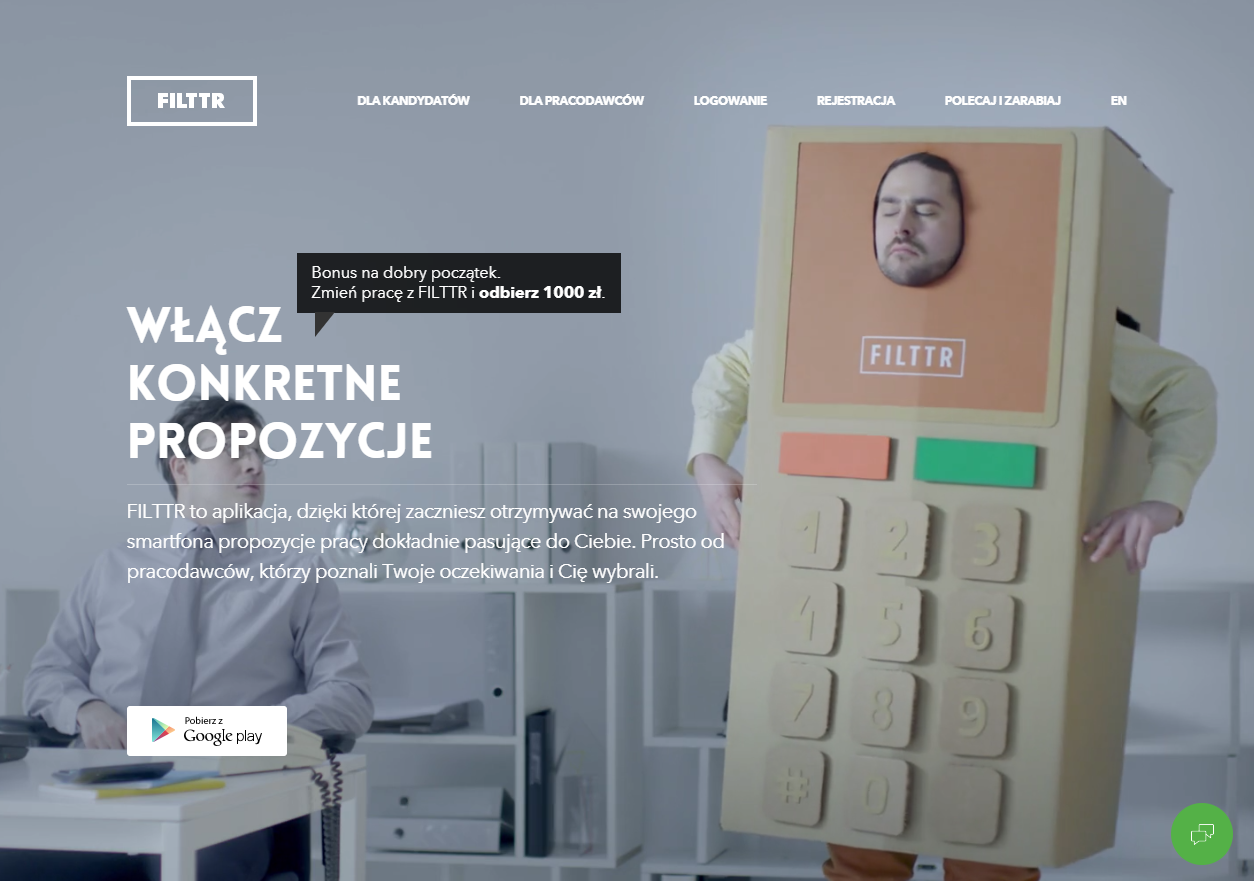 FILTTR
DLA KANDYDATÓW
DLA PRACODAWCÓW
LOGOWANIE
REJESTRACJA
POLECAJ I ZARABIAJ
EN
Bonus na dobry początek.
Zmień pracę z FILTTR i odbierz 1000 zł.
WŁĄCZ
KONKRETNE
PROPOZYCJE
FILTTR to aplikacja, dzięki której zaczniesz otrzymywać na swojego
smartfona propozycje pracy dokładnie pasujące do Ciebie. Prosto od
pracodawców, którzy poznali Twoje oczekiwania i Cię wybrali.
Pobierz z
Google play
FILTTR
1 2 3
4 5 6
7 8 9
# 0